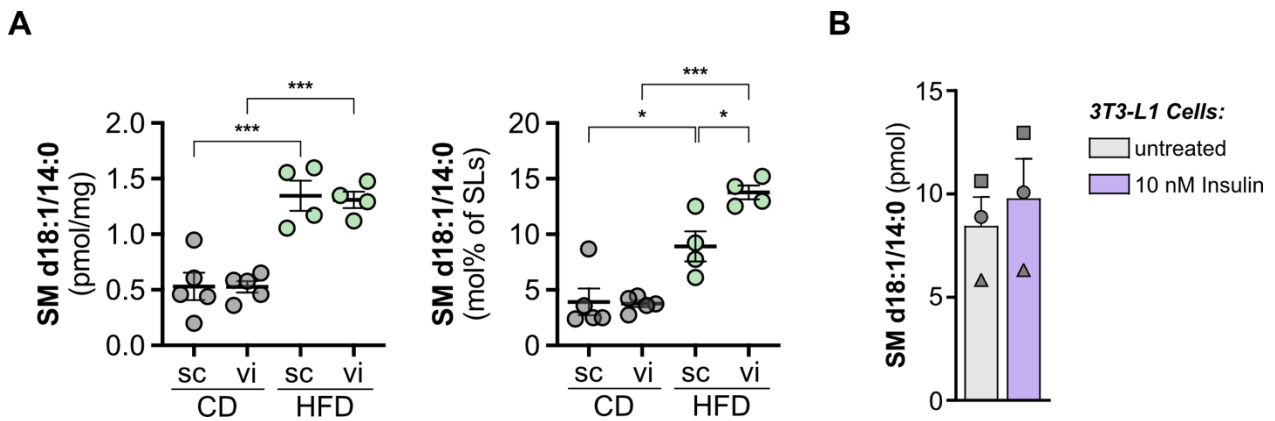 A
SM d18:1/14:0
(pmol/mg)
2.0
1.5
1.0
0.5
0.0
***
***
sc vi sc vi
CD HFD
SM d18:1/14:0
(mol% of SLs)
20
15
10
5
0
***
* *
sc vi sc vi
CD HFD
B
SM d18:1/14:0 (pmol)
15
10
5
0
3T3-L1 Cells:
untreated
10 nM Insulin